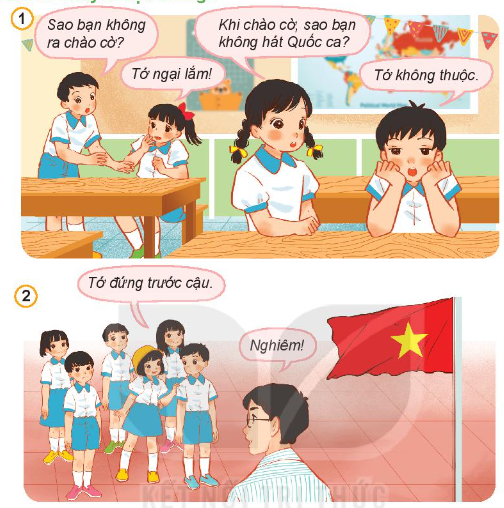 1
Sao bạn không
ra chào cờ?
Tớ ngại lắm!
Khi chào cờ, sao bạn
không hát Quốc ca?
Tớ không thuộc.
2
Tớ đứng trước cậu.
Nghiêm!
KẾT NỐI TRI THỨC